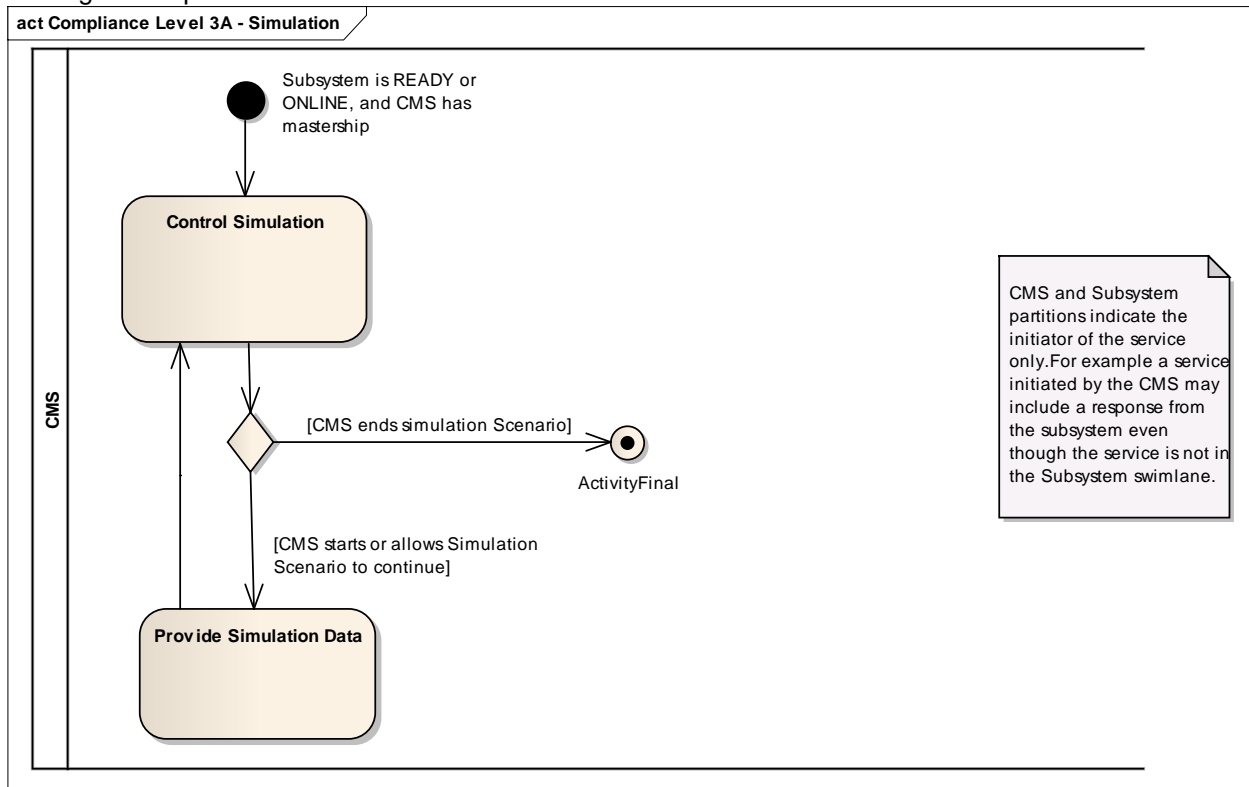 act Compliance Level 3A - Simulation
Subsystem is READY or
ONLINE, and CMS has
mastership
Control Simulation
CMS
[CMS ends simulation Scenario]
ActivityFinal
[CMS starts or allows Simulation
Scenario to continue]
Provide Simulation Data
CMS and Subsystem
partitions indicate the
initiator of the service
only.For example a service
initiated by the CMS may
include a response from
the subsystem even
though the service is not in
the Subsystem swimlane.